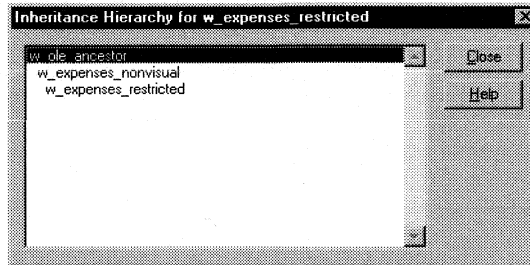 Inheritance Hierarchy for w_expenses_restricted
w_ole_ancestor
w_expenses_nonvisual
w_expenses_restricted
Close
Help